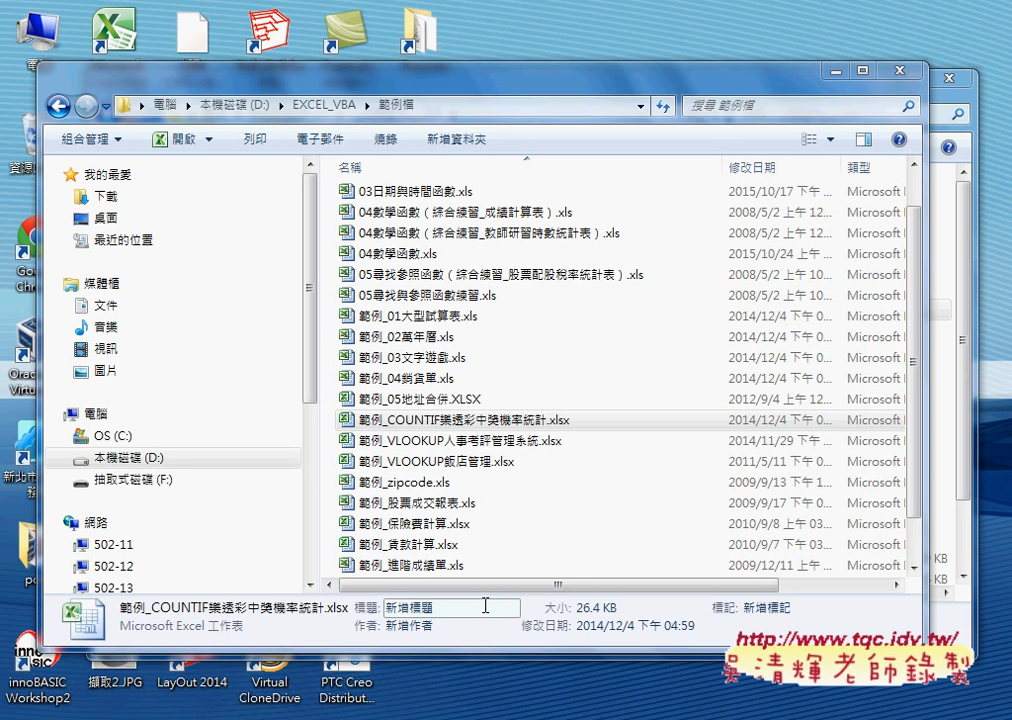 電腦 ▸ 本機磁碟 (D:) ▸ EXCEL_VBA ▸ 範例檔
搜尋 範例檔
組合管理 開啟 列印 電子郵件 燒錄 新增資料夾
我的最愛
下載
桌面
最近的位置
媒體櫃
文件
音樂
視訊
圖片
電腦
OS (C:)
本機磁碟 (D:)
抽取式磁碟 (F:)
網路
502-11
502-12
502-13
名稱 修改日期 類型
03日期與時間函數.xls 2015/10/17 下午 ... Microsoft
04數學函數（綜合練習_成績計算表）.xls 2008/5/2 上午 12... Microsoft
04數學函數（綜合練習_教師研習時數統計表）.xls 2008/5/2 上午 12... Microsoft
04數學函數.xls 2015/10/24 上午 ... Microsoft
05尋找參照函數（綜合練習_股票配股稅率統計表）.xls 2008/5/2 上午 10... Microsoft
05尋找與參照函數練習.xls 2008/5/2 上午 10... Microsoft
範例_01大型試算表.xls 2014/12/4 下午 0... Microsoft
範例_02萬年曆.xls 2014/12/4 下午 0... Microsoft
範例_03文字遊戲.xls 2014/12/4 下午 0... Microsoft
範例_04銷貨單.xls 2014/12/4 下午 0... Microsoft
範例_05地址合併.XLSX 2012/9/4 上午 12... Microsoft
範例_COUNTIF樂透彩中獎機率統計.xlsx 2014/12/4 下午 0... Microsoft
範例_VLOOKUP人事考評管理系統.xlsx 2014/11/29 下午 ... Microsoft
範例_VLOOKUP飯店管理.xlsx 2011/5/11 下午 0... Microsoft
範例_zipcode.xls 2009/9/13 下午 1... Microsoft
範例_股票成交報表.xls 2009/9/17 下午 0... Microsoft
範例_保險費計算.xlsx 2010/9/8 上午 03... Microsoft
範例_貸款計算.xlsx 2010/9/7 下午 03... Microsoft
範例_進階成績單.xls 2009/12/11 上午 ... Microsoft
範例_COUNTIF樂透彩中獎機率統計.xlsx 標題: 新增標題 大小: 26.4 KB 標記: 新增標記
Microsoft Excel 工作表 作者: 新增作者 修改日期: 2014/12/4 下午 04:59
KB
KB
http://www.tqc.idv.tw/
吳清輝老師錄製
innoBASIC Workshop2
擷取2.JPG
LayOut 2014
Virtual CloneDrive
PTC Creo Distribut...